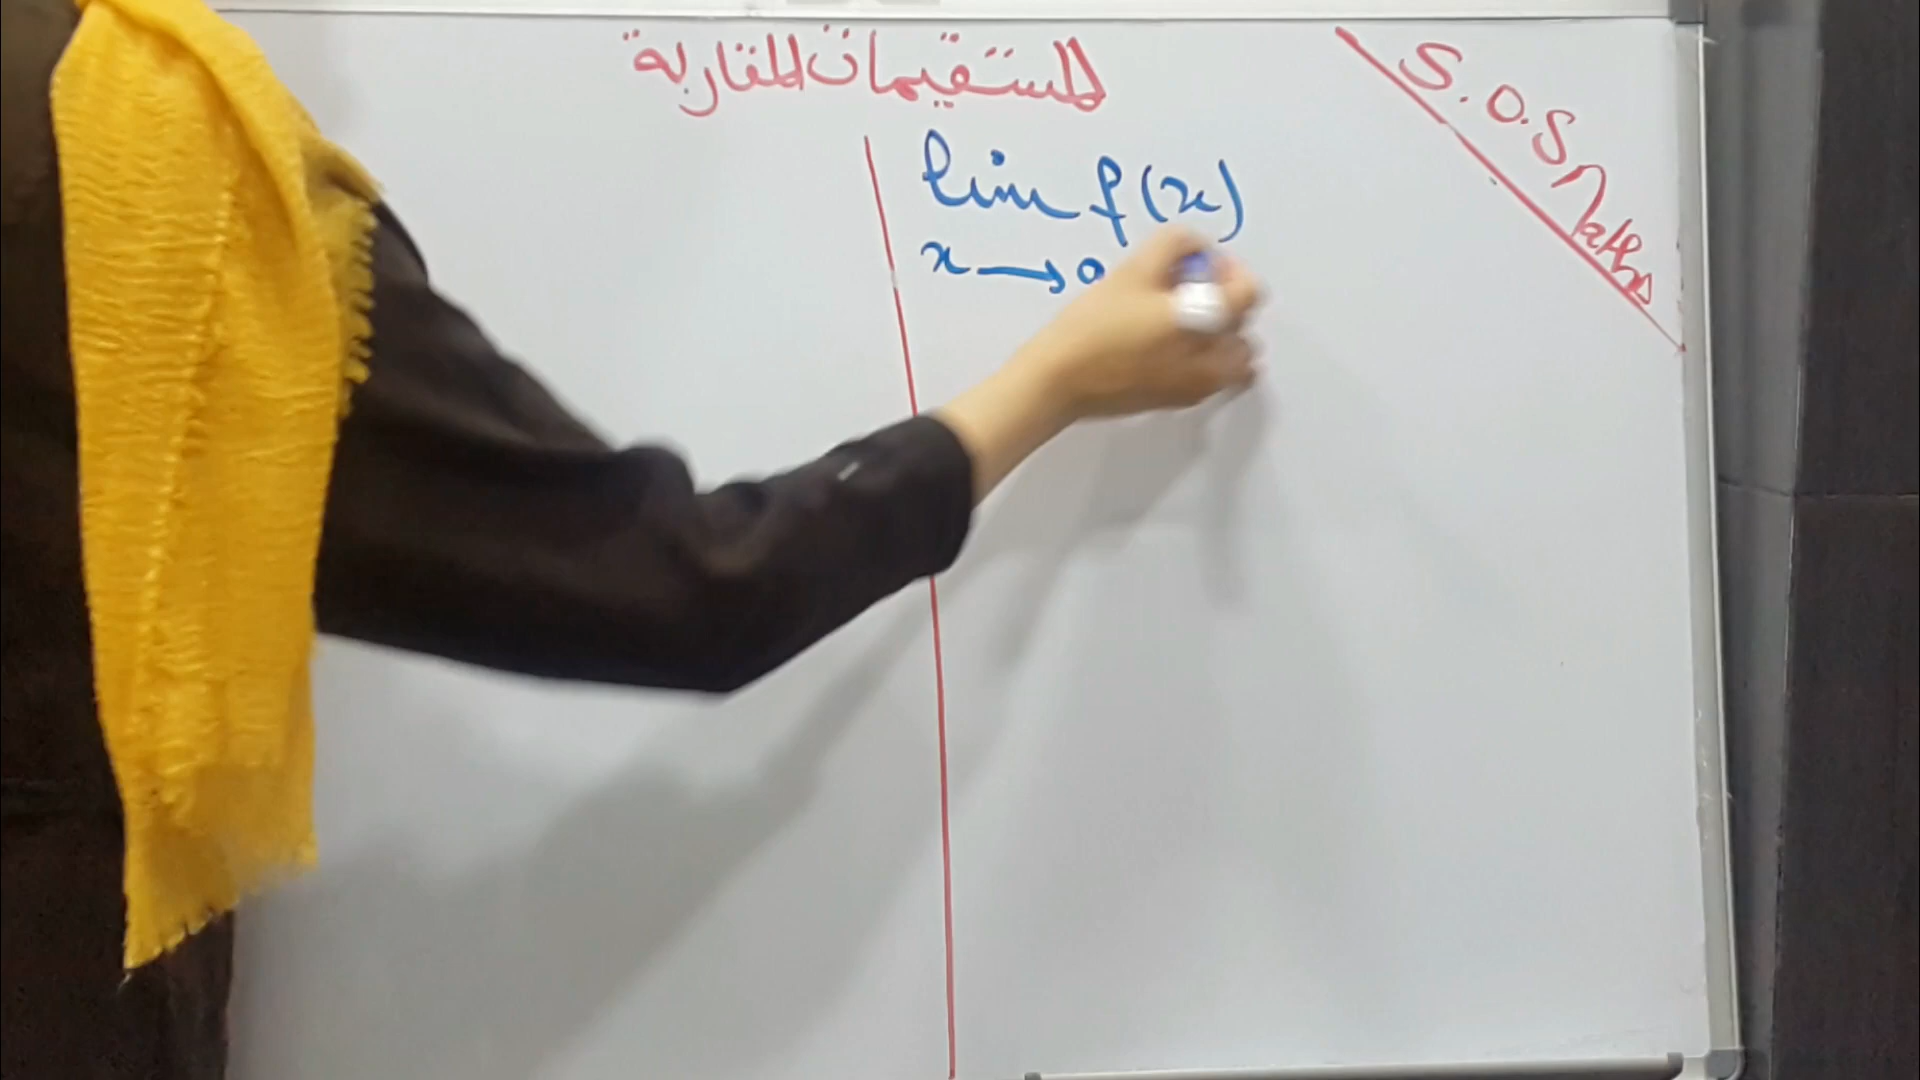 المستقيمات المقاربة
S.O.S Maths
lim f(x)
x → a